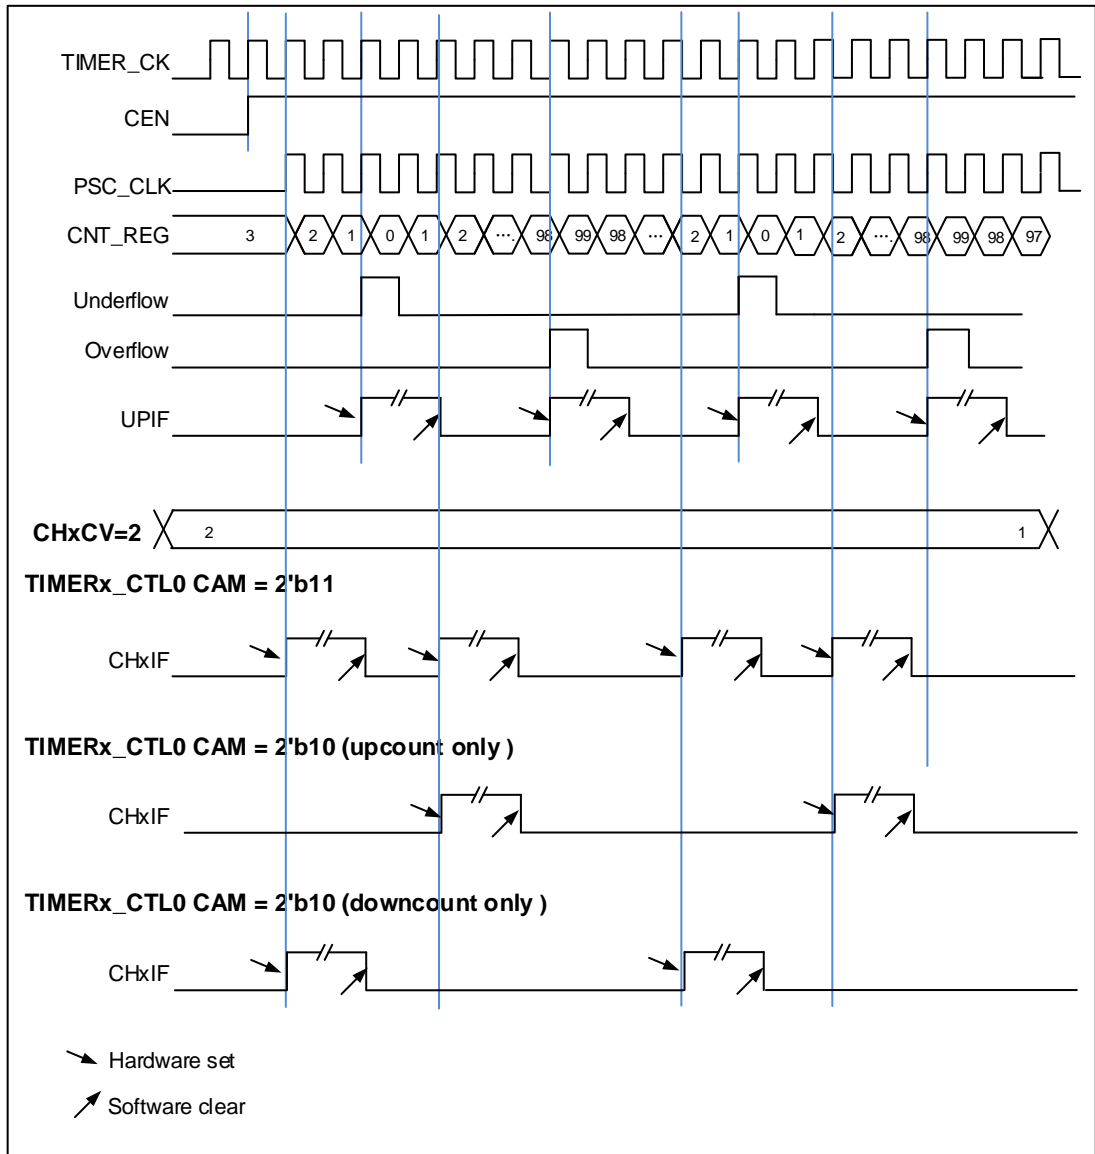 TIMER_CK
CEN
PSC_CLK
CNT_REG 3 2 1 0 1 2 .... 98 99 98 ... 2 1 0 1 2 .... 98 99 98 97
Underflow
Overflow
UPIF
CHxCV=2 2 1
TIMERx_CTL0 CAM = 2'b11
CHxIF
TIMERx_CTL0 CAM = 2'b10 (upcount only )
CHxIF
TIMERx_CTL0 CAM = 2'b10 (downcount only )
CHxIF
Hardware set
Software clear